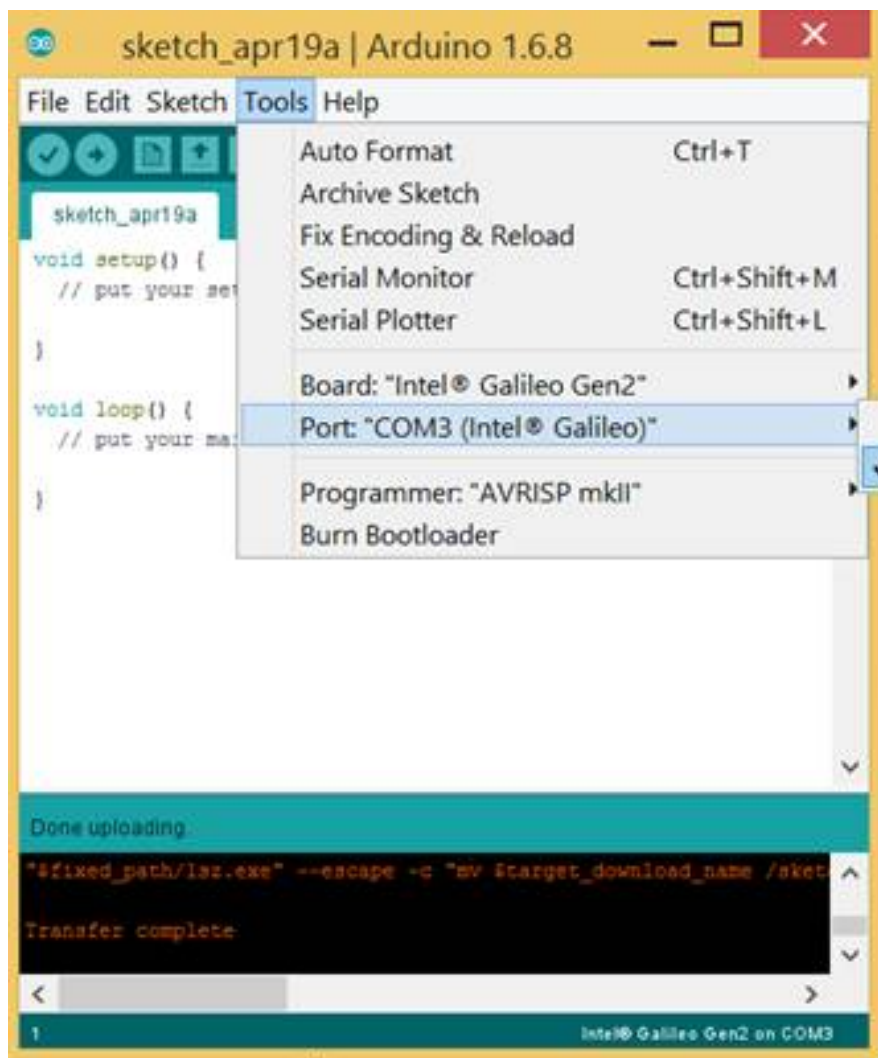 sketch_apr19a | Arduino 1.6.8
File Edit Sketch Tools Help
Auto Format Ctrl+T
Archive Sketch
Fix Encoding & Reload
Serial Monitor Ctrl+Shift+M
Serial Plotter Ctrl+Shift+L
Board: "Intel® Galileo Gen2"
Port: "COM3 (Intel® Galileo)"
Programmer: "AVRISP mkII"
Burn Bootloader
sketch_apr19a
void setup() {
// put your set
}
void loop() {
// put your ma
}
Done uploading
"$fixed_path/lsz.exe" --escape -c "mv $target_download_name /sket
Transfer complete
1 Intel® Galileo Gen2 on COM3